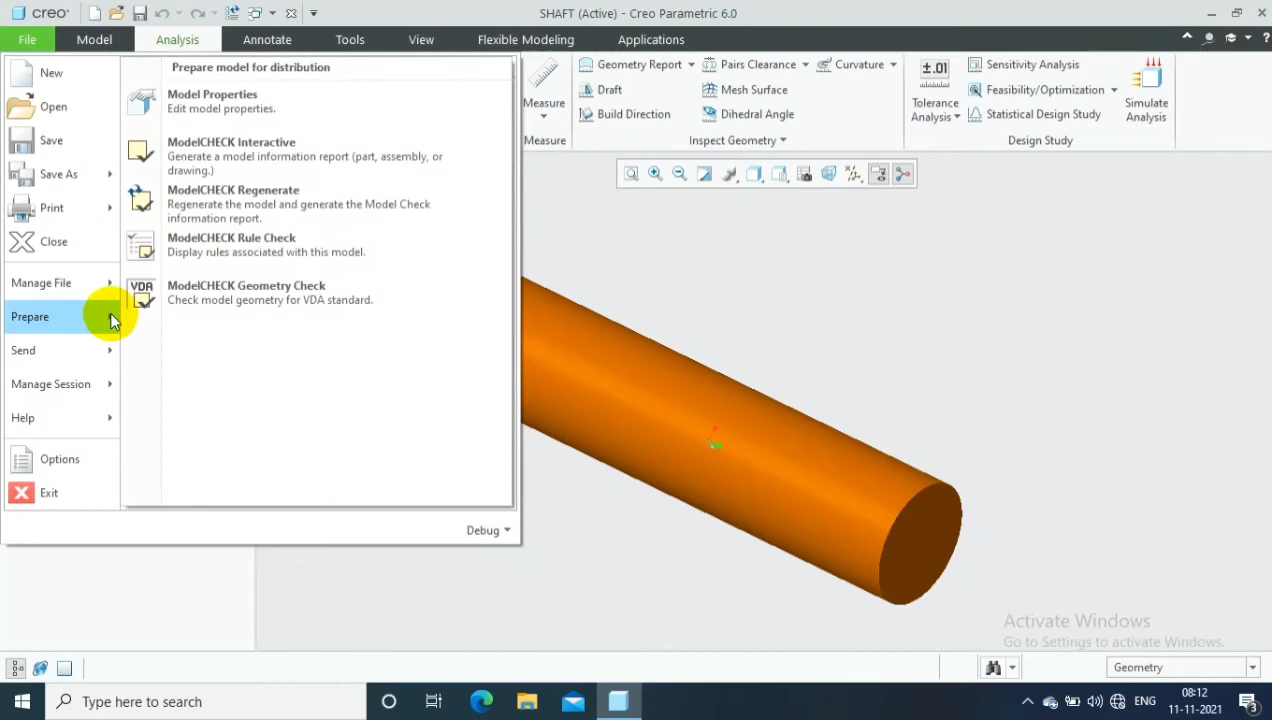 creo
SHAFT (Active) - Creo Parametric 6.0
File
Model
Analysis
Annotate
Tools
View
Flexible Modeling
Applications
New
Open
Save
Save As
Print
Close
Manage File
Prepare
Send
Manage Session
Help
Options
Exit
Prepare model for distribution
Model Properties
Edit model properties.
ModelCHECK Interactive
Generate a model information report (part, assembly, or
drawing.)
ModelCHECK Regenerate
Regenerate the model and generate the Model Check
information report.
ModelCHECK Rule Check
Display rules associated with this model.
VDA
ModelCHECK Geometry Check
Check model geometry for VDA standard.
Debug
Measure
Measure
Geometry Report
Draft
Build Direction
Pairs Clearance
Mesh Surface
Dihedral Angle
Curvature
Inspect Geometry
±.01
Tolerance
Analysis
Sensitivity Analysis
Feasibility/Optimization
Statistical Design Study
Simulate
Analysis
Design Study
Activate Windows
Go to Settings to activate Windows.
Geometry
Type here to search
ENG
08:12
11-11-2021
3